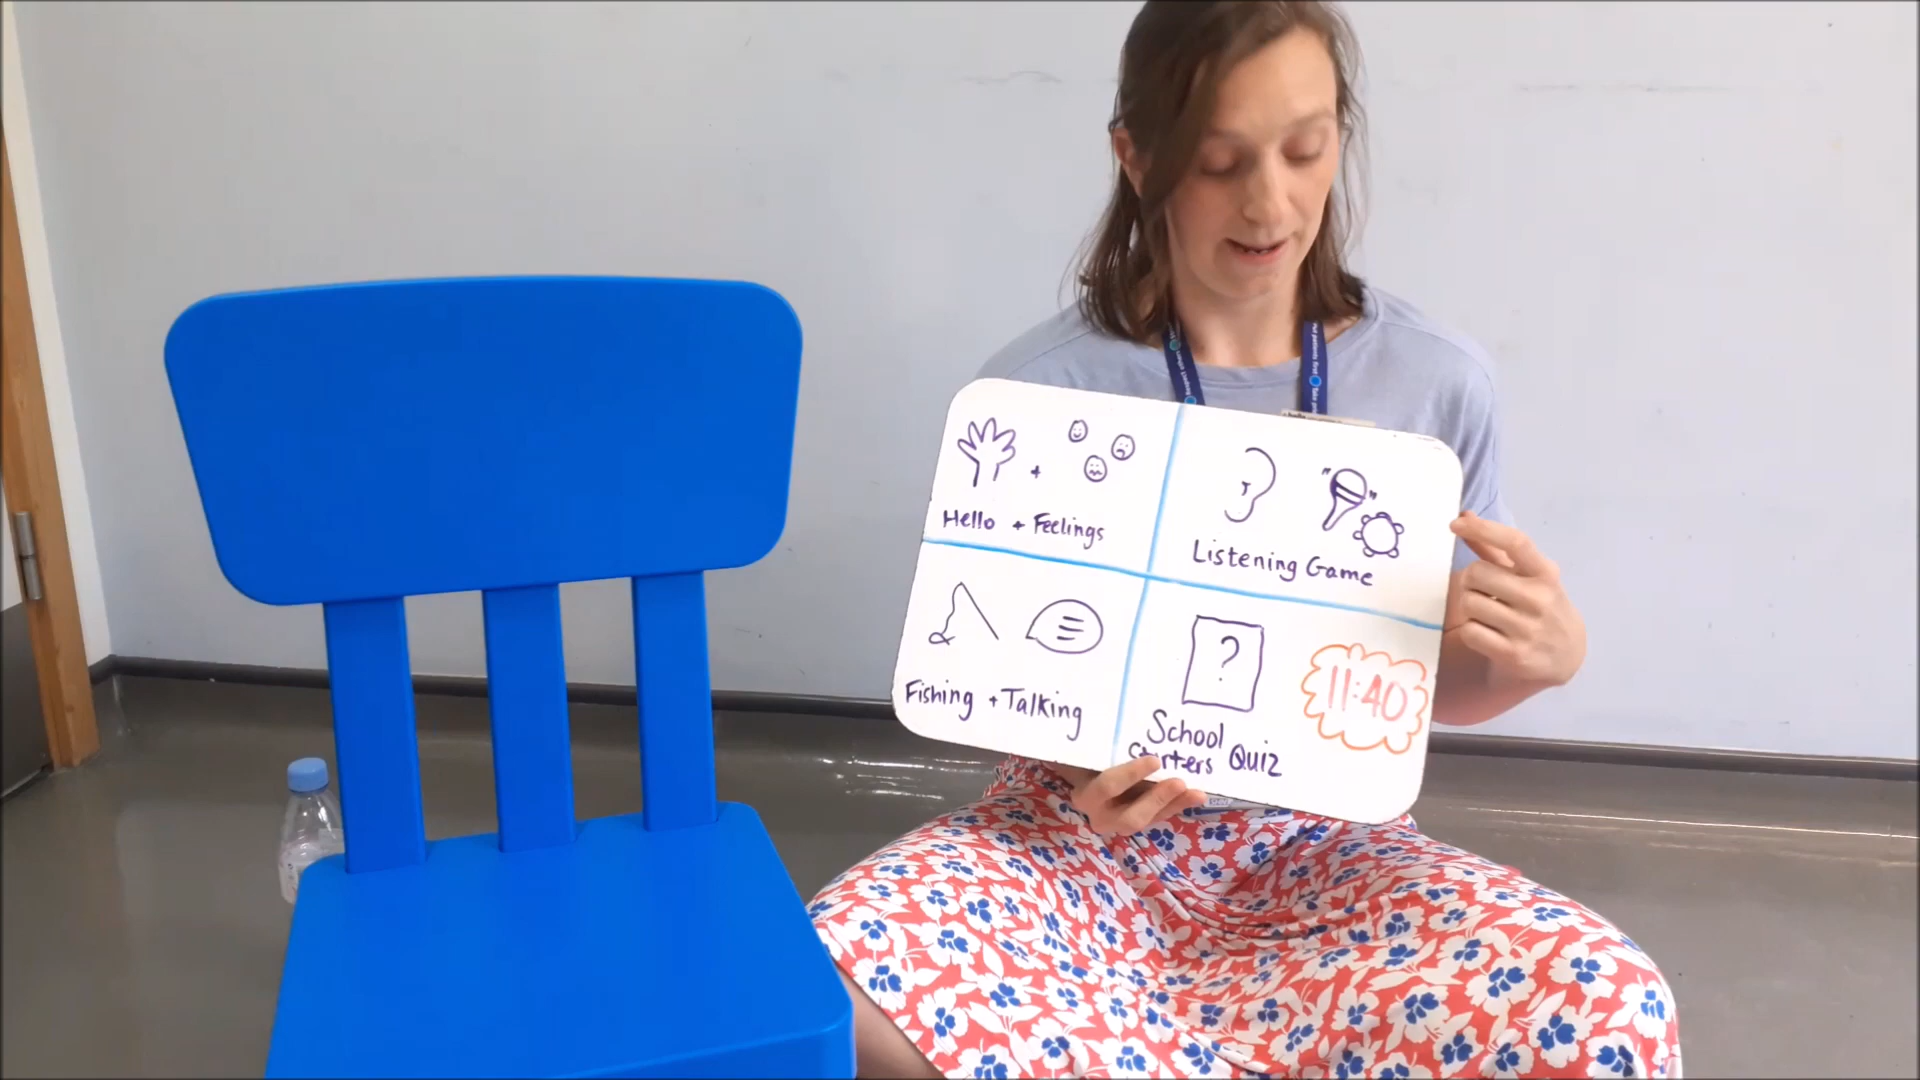 Hello + Feelings
" "
Listening Game
Fishing + Talking
?
School
Starters Quiz
11:40